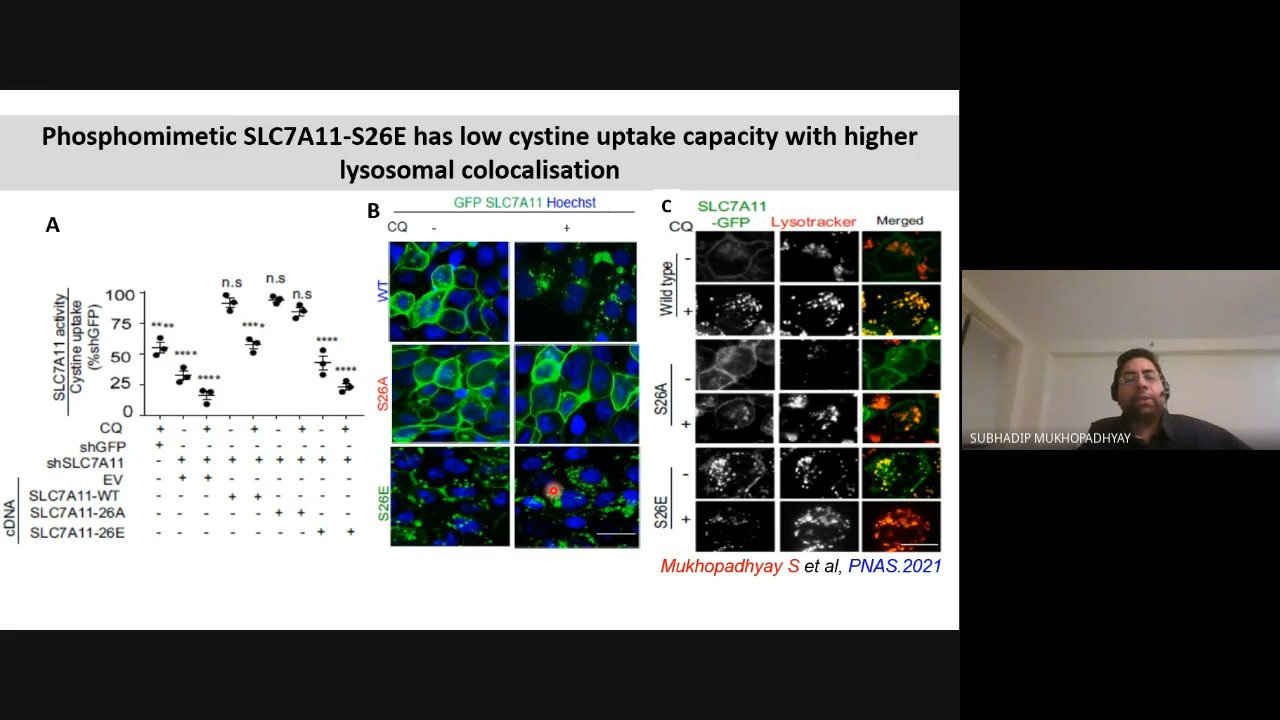 Phosphomimetic SLC7A11-S26E has low cystine uptake capacity with higher
lysosomal colocalisation
A
SLC7A11 activity
Cystine uptake
(%shGFP)
100
75
50
25
0
****
****
****
n.s
****
n.s
n.s
****
****
CQ + - + - + - + - +
shGFP + - - - - - - - -
shSLC7A11 - + + + + + + + +
EV - + + - - - - - -
cDNA
SLC7A11-WT - - - + + - - - -
SLC7A11-26A - - - - - + + - -
SLC7A11-26E - - - - - - - + +
B
GFP SLC7A11 Hoechst
CQ - +
WT
S26A
S26E
C
SLC7A11
-GFP
Lysotracker
Merged
CQ
Wild type
-
+
S26A
-
+
S26E
-
+
Mukhopadhyay S et al, PNAS.2021
SUBHADIP MUKHOPADHYAY